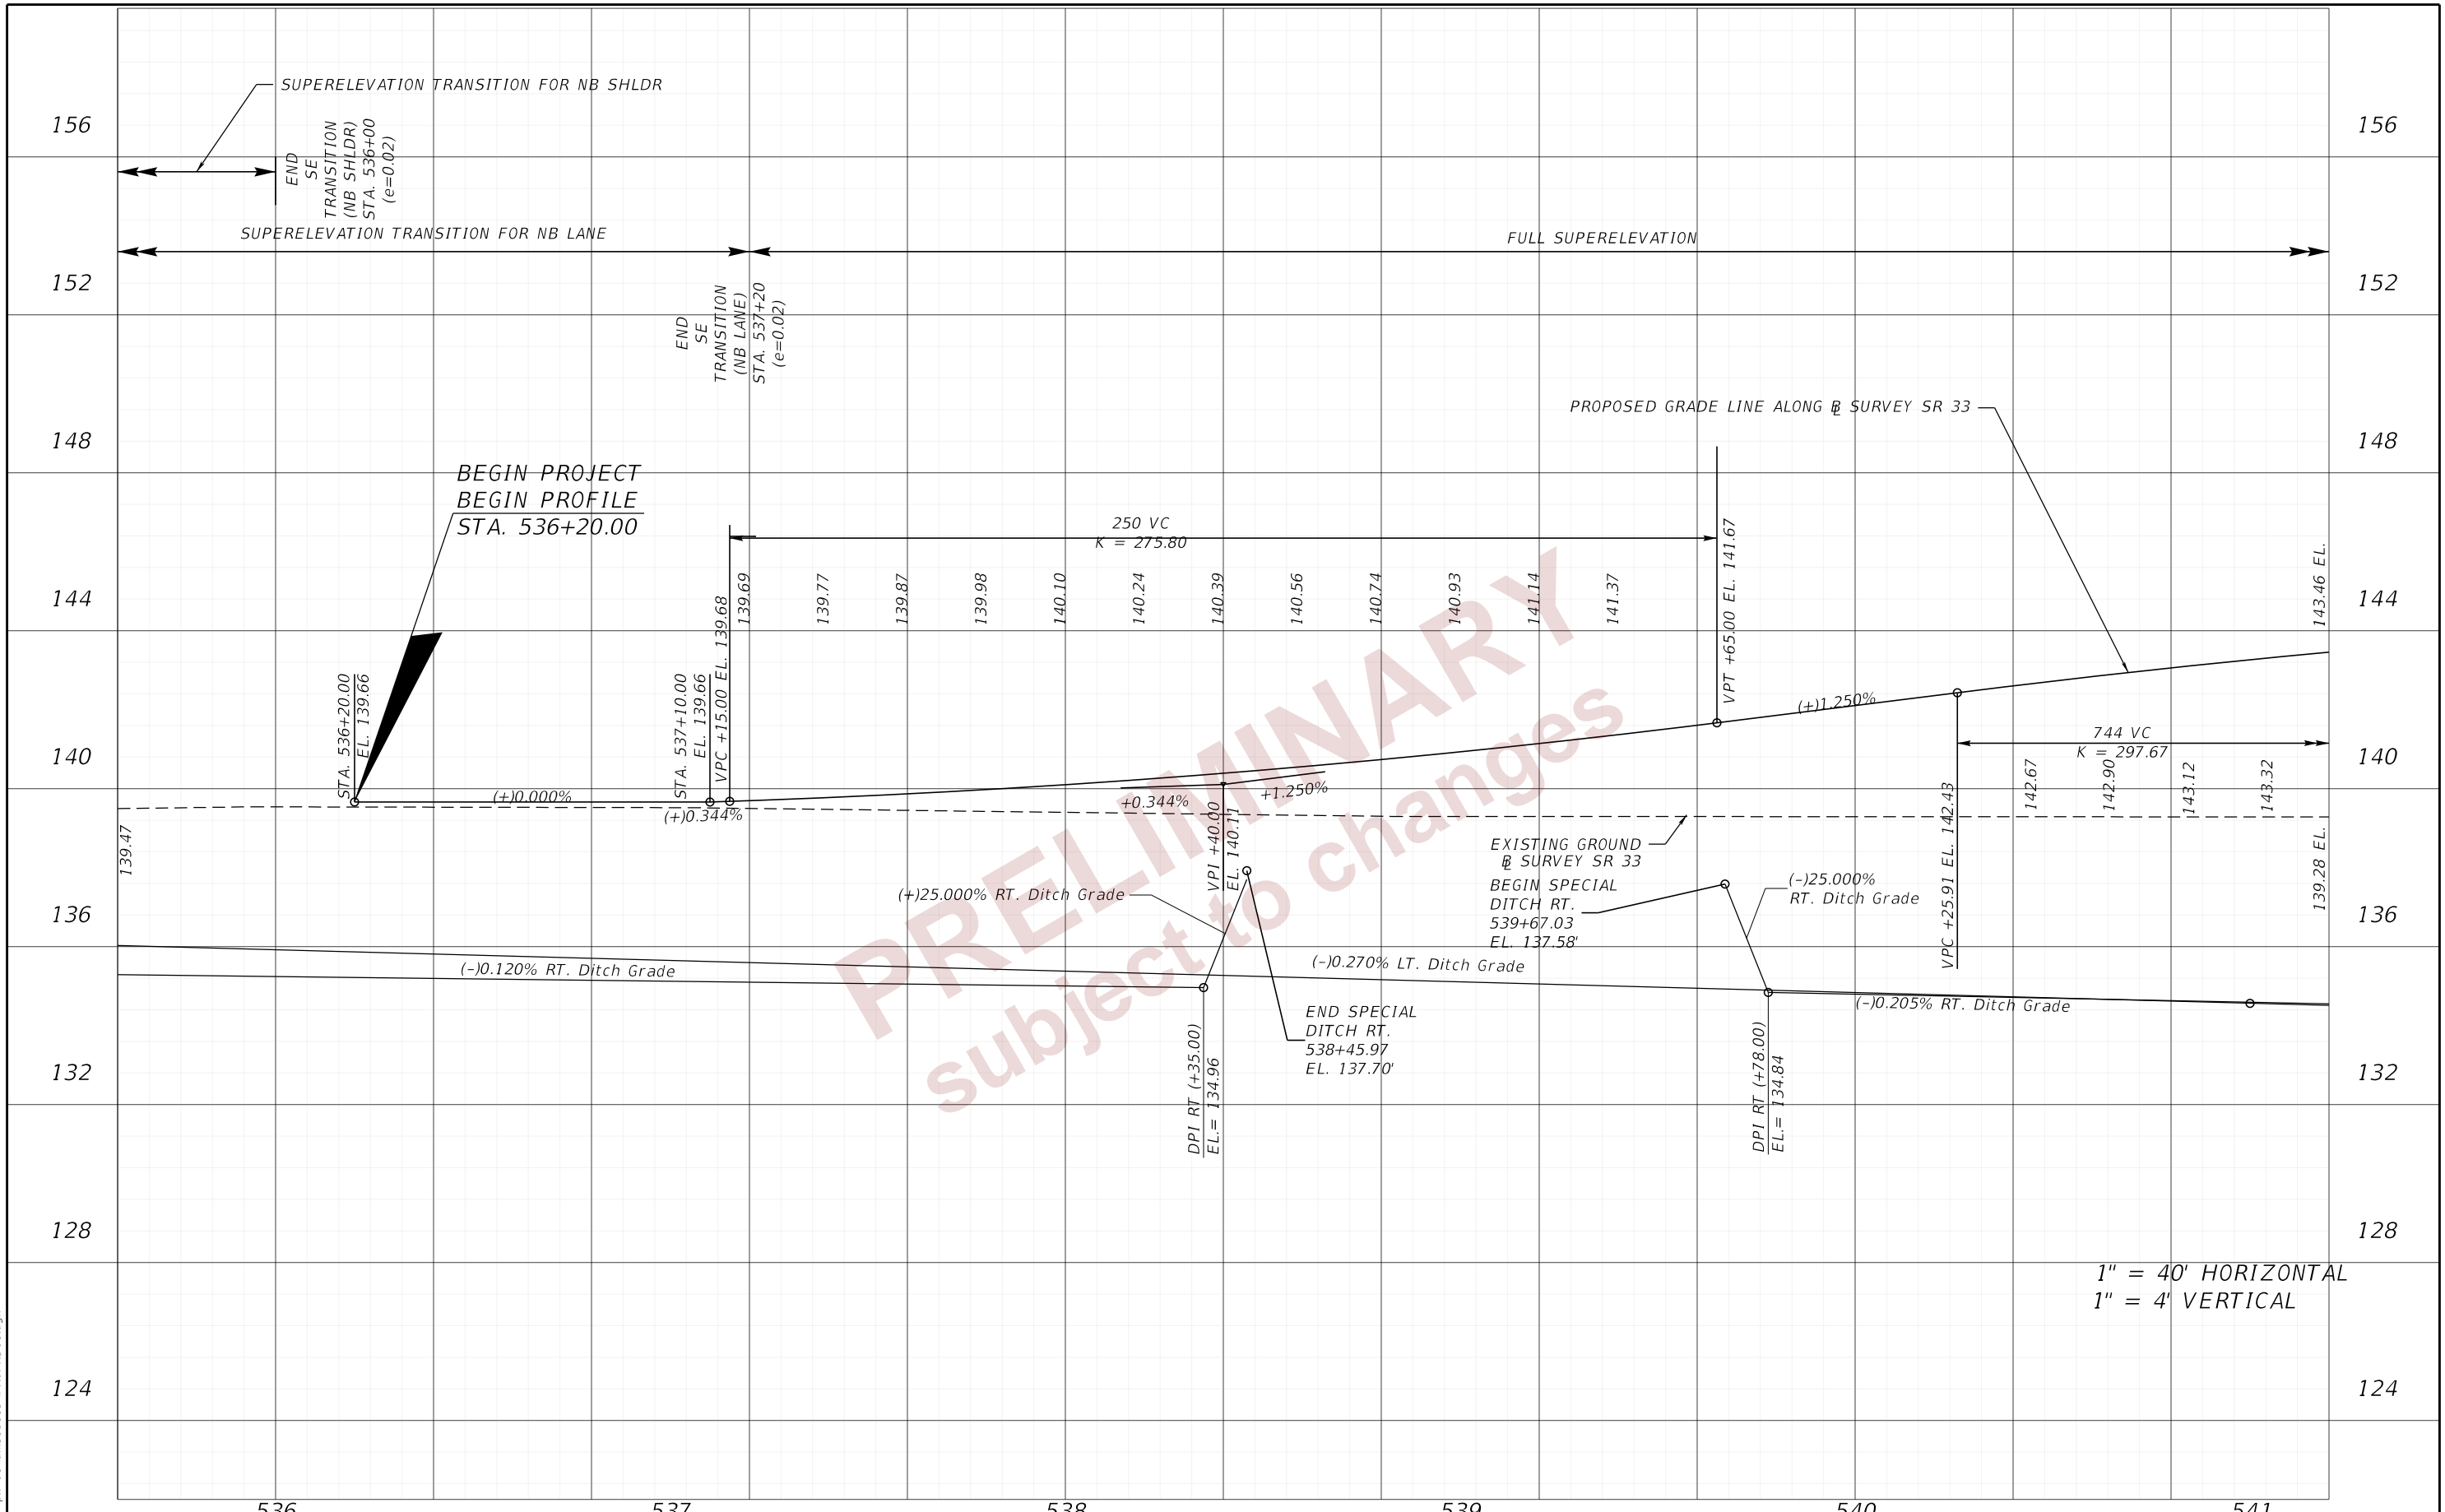 SUPERELEVATION TRANSITION FOR NB SHLDR
156
156
END
SE
TRANSITION
(NB SHLDR)
STA. 536+00
(e=0.02)
SUPERELEVATION TRANSITION FOR NB LANE
FULL SUPERELEVATION
152
152
END
SE
TRANSITION
(NB LANE)
STA. 537+20
(e=0.02)
PROPOSED GRADE LINE ALONG BL SURVEY SR 33
148
148
BEGIN PROJECT
BEGIN PROFILE
STA. 536+20.00
250 VC
K = 275.80
144
144
139.69
139.77
139.87
139.98
140.10
140.24
140.39
140.56
140.74
140.93
141.14
141.37
VPT +65.00 EL. 141.67
143.46 EL.
STA. 536+20.00
EL. 139.66
STA. 537+10.00
EL. 139.66
VPC +15.00 EL. 139.68
(+)1.250%
744 VC
K = 297.67
140
140
142.67
142.90
143.12
143.32
(+)0.000%
(+)0.344%
+0.344%
+1.250%
139.47
VPI +40.00
EL. 140.11
EXISTING GROUND
BL SURVEY SR 33
VPC +25.91 EL. 142.43
139.28 EL.
(+)25.000% RT. Ditch Grade
BEGIN SPECIAL
DITCH RT.
539+67.03
EL. 137.58'
(-)25.000%
RT. Ditch Grade
136
136
(-)0.120% RT. Ditch Grade
(-)0.270% LT. Ditch Grade
(-)0.205% RT. Ditch Grade
END SPECIAL
DITCH RT.
538+45.97
EL. 137.70'
DPI RT (+35.00)
EL.= 134.96
DPI RT (+78.00)
EL.= 134.84
PRELIMINARY
subject to changes
132
132
128
128
1" = 40' HORIZONTAL
1" = 4' VERTICAL
124
124
536
537
538
539
540
541